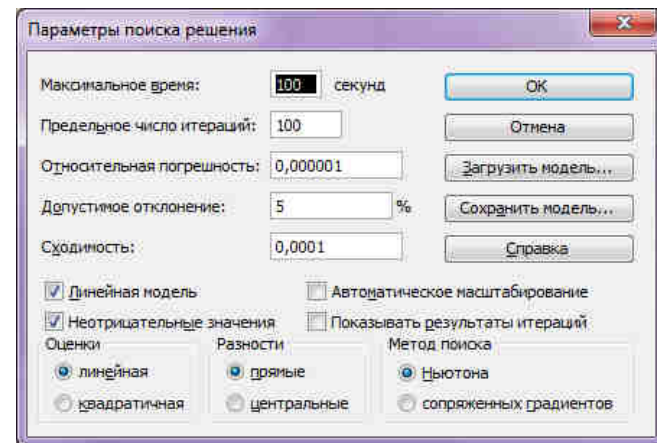 Параметры поиска решения
Максимальное время: 100 секунд
ОК
Предельное число итераций: 100
Отмена
Относительная погрешность: 0,000001
Загрузить модель...
Допустимое отклонение: 5 %
Сохранить модель...
Сходимость: 0,0001
Справка
Линейная модель
Автоматическое масштабирование
Неотрицательные значения
Показывать результаты итераций
Оценки
Разности
Метод поиска
линейная
прямые
Ньютона
квадратичная
центральные
сопряженных градиентов